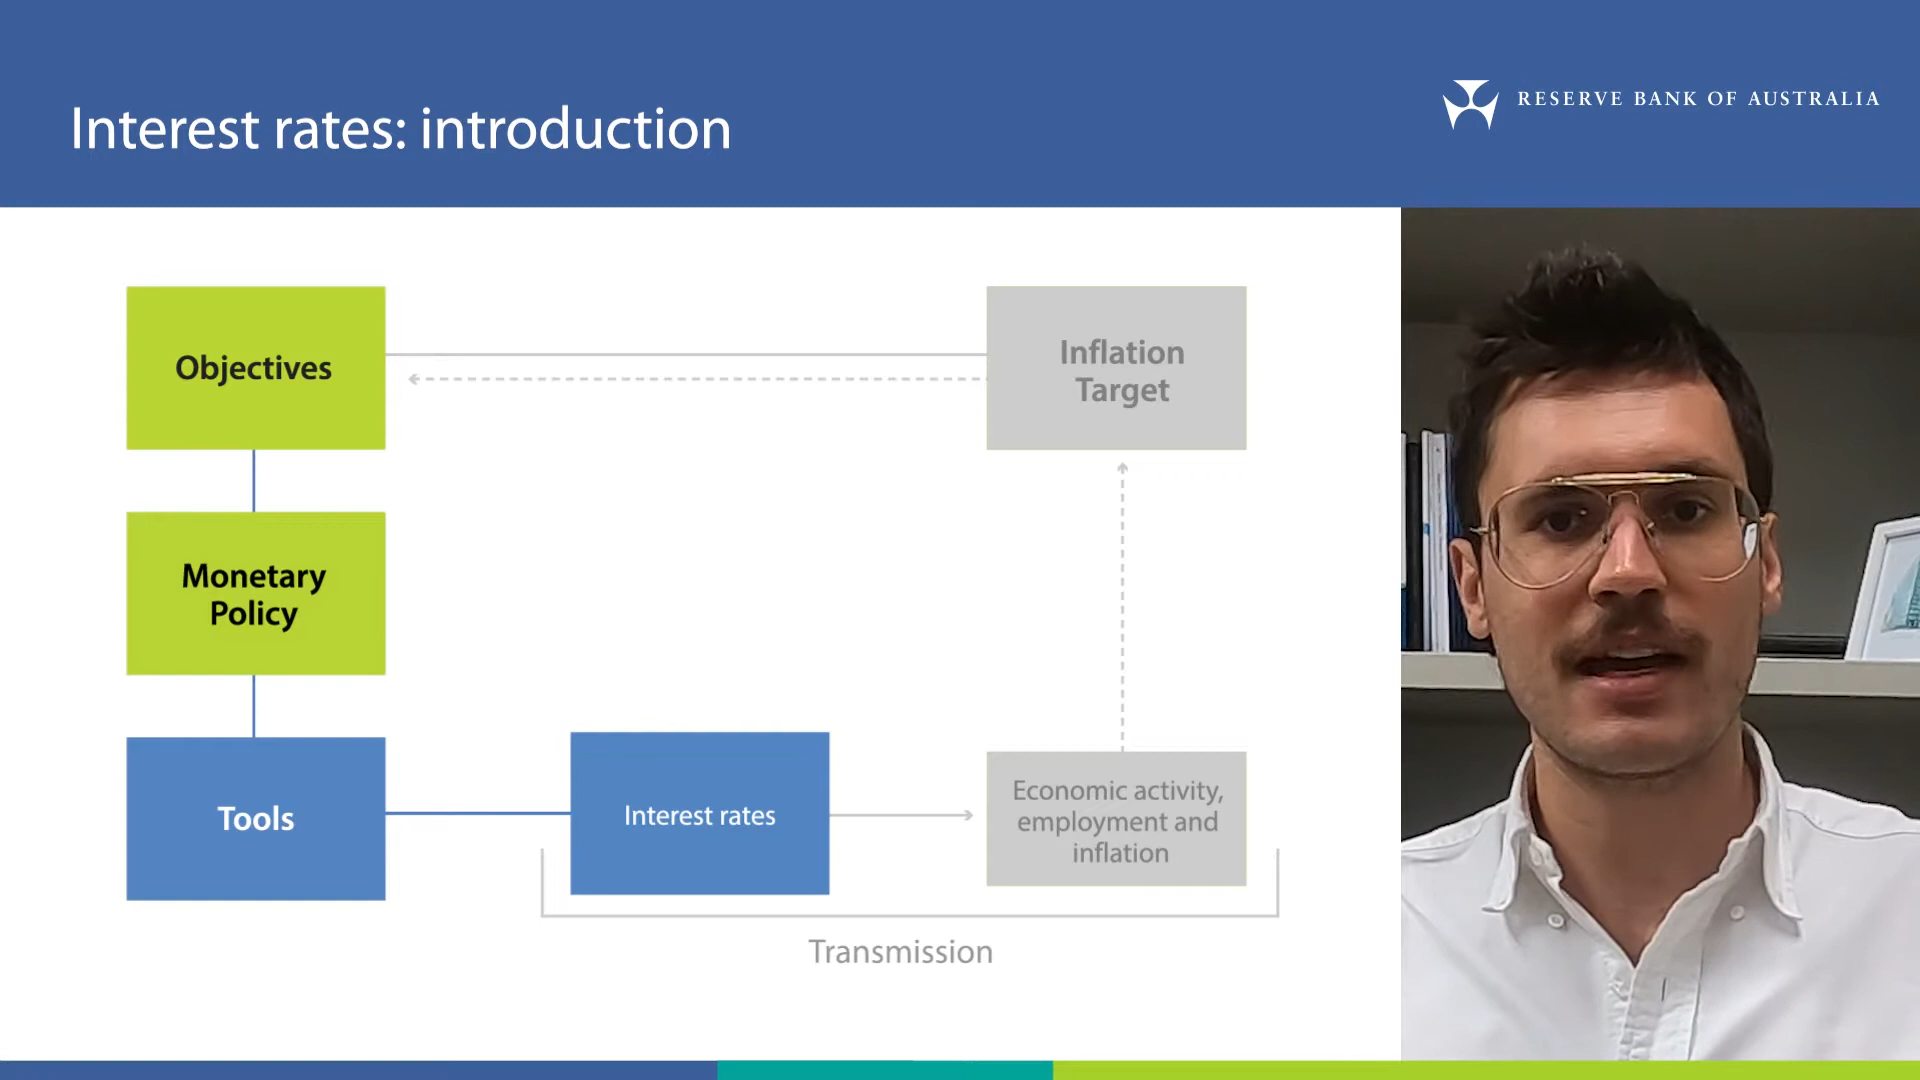 Interest rates: introduction
RESERVE BANK OF AUSTRALIA
Objectives
Inflation
Target
Monetary
Policy
Tools
Interest rates
Economic activity,
employment and
inflation
Transmission